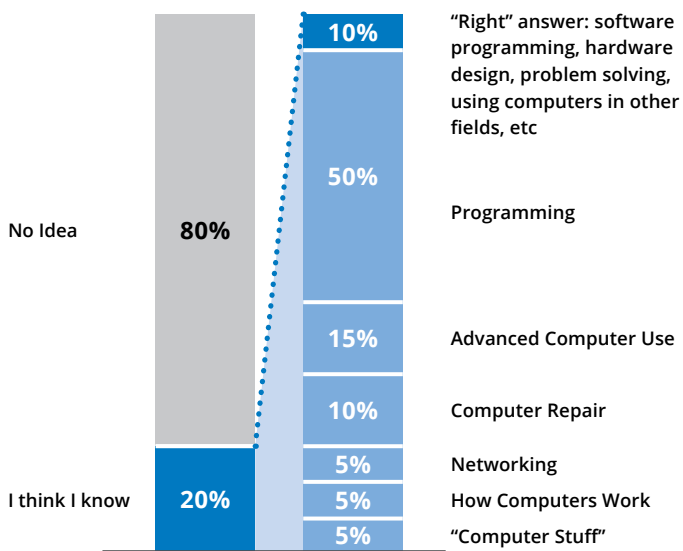 No Idea
80%
I think I know
20%
10%
“Right” answer: software
programming, hardware
design, problem solving,
using computers in other
fields, etc
50%
Programming
15%
Advanced Computer Use
10%
Computer Repair
5%
Networking
5%
How Computers Work
5%
“Computer Stuff”